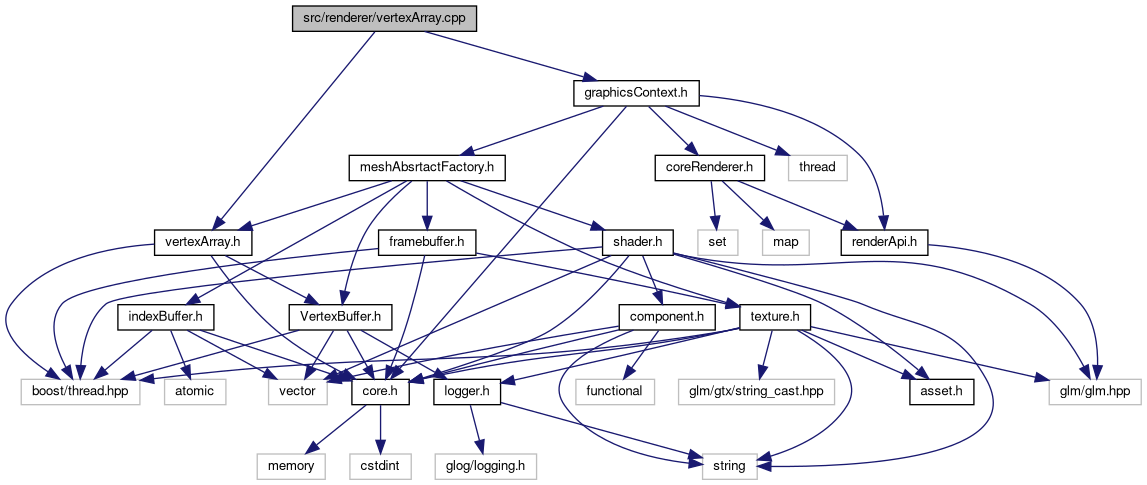 src/renderer/vertexArray.cpp
graphicsContext.h
meshAbsrtactFactory.h
coreRenderer.h
thread
vertexArray.h
framebuffer.h
shader.h
set
map
renderApi.h
indexBuffer.h
VertexBuffer.h
component.h
texture.h
boost/thread.hpp
atomic
vector
core.h
logger.h
functional
glm/gtx/string_cast.hpp
asset.h
glm/glm.hpp
memory
cstdint
glog/logging.h
string